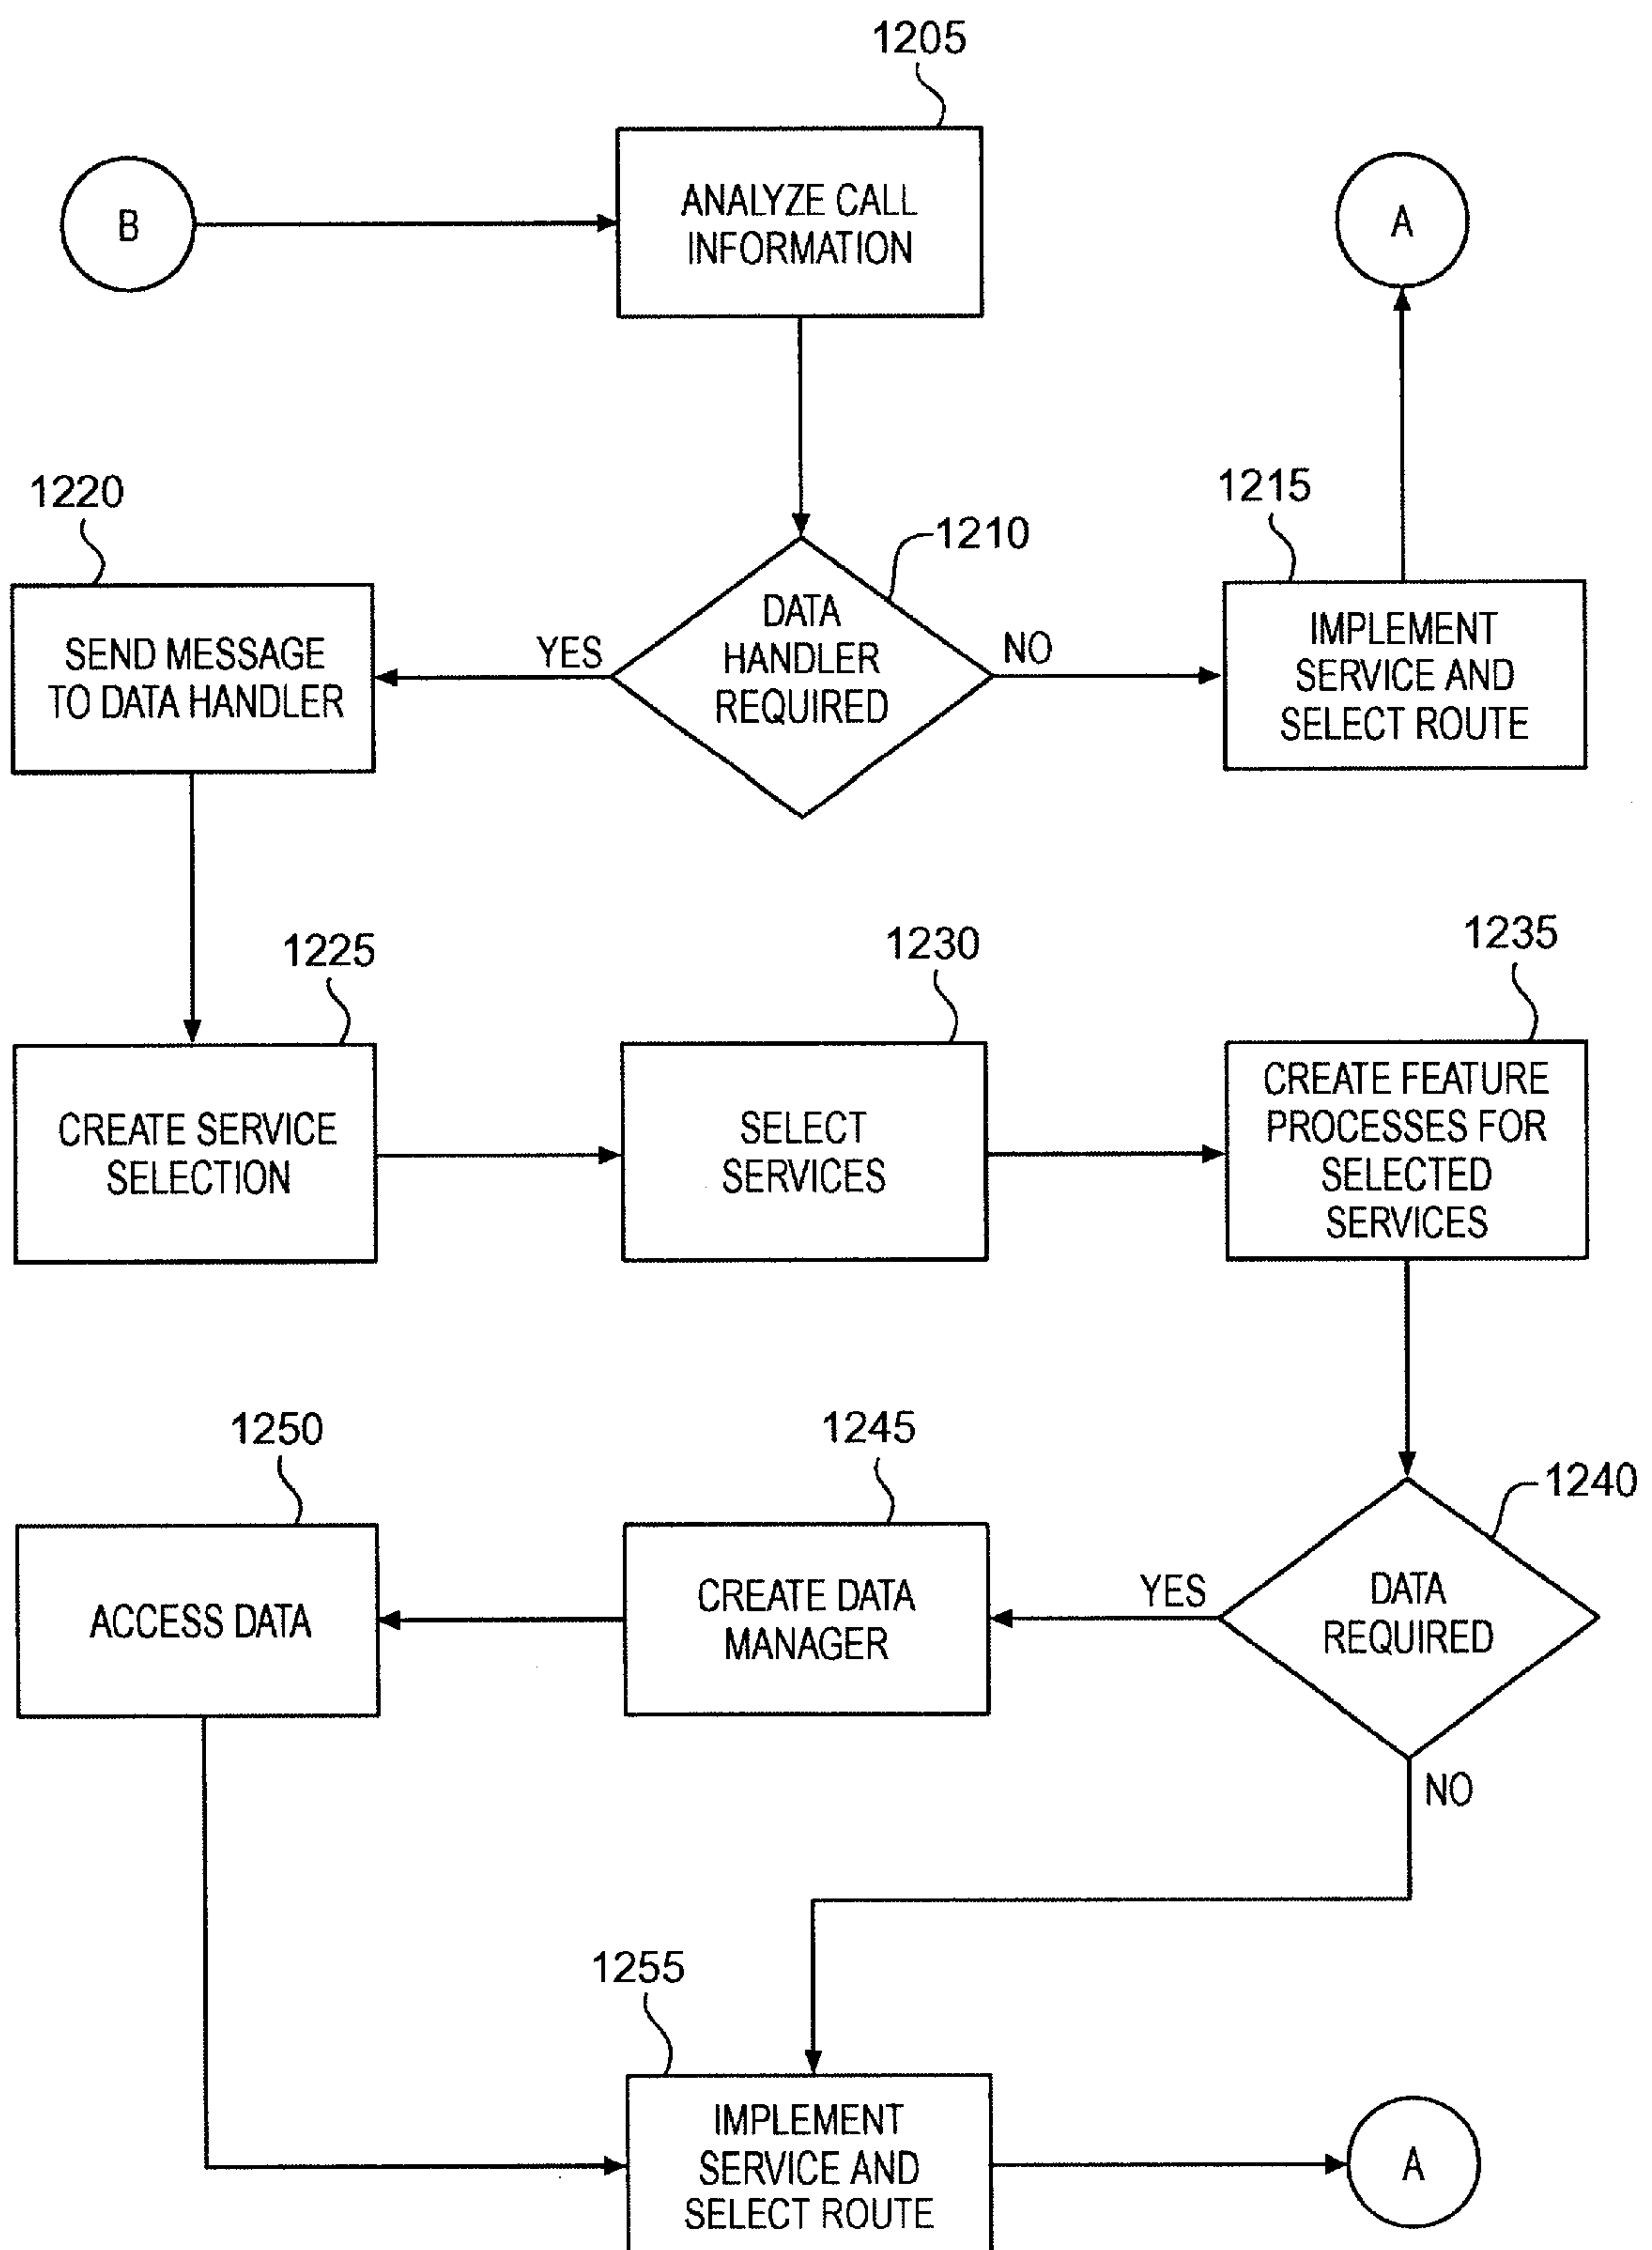 1205
B
ANALYZE CALL
INFORMATION
A
1220
1210
1215
SEND MESSAGE
TO DATA HANDLER
YES
DATA
HANDLER
REQUIRED
NO
IMPLEMENT
SERVICE AND
SELECT ROUTE
1225
1230
1235
CREATE SERVICE
SELECTION
SELECT
SERVICES
CREATE FEATURE
PROCESSES FOR
SELECTED
SERVICES
1250
1245
1240
ACCESS DATA
CREATE DATA
MANAGER
YES
DATA
REQUIRED
NO
1255
IMPLEMENT
SERVICE AND
SELECT ROUTE
A